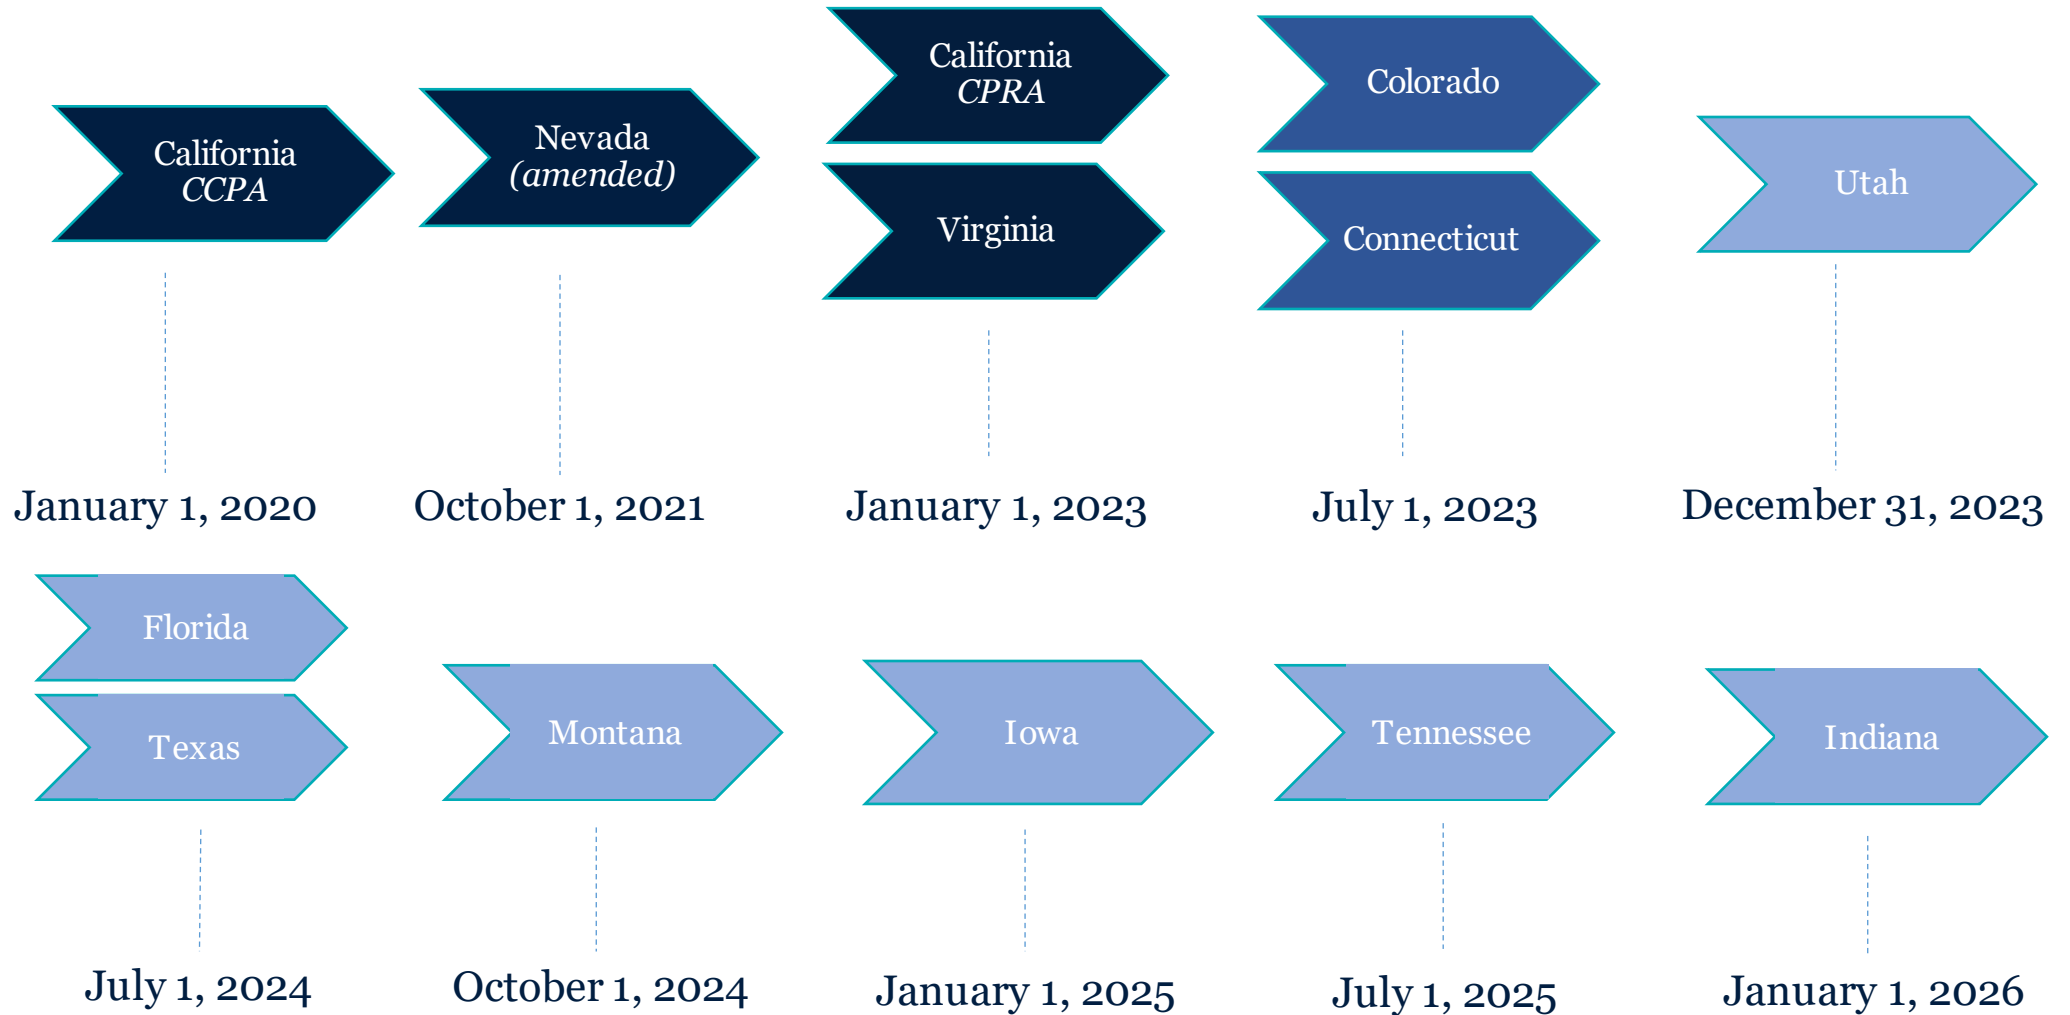 California
CCPA
Nevada
(amended)
California
CPRA
Virginia
Colorado
Connecticut
Utah
January 1, 2020
October 1, 2021
January 1, 2023
July 1, 2023
December 31, 2023
Florida
Texas
Montana
Iowa
Tennessee
Indiana
July 1, 2024
October 1, 2024
January 1, 2025
July 1, 2025
January 1, 2026